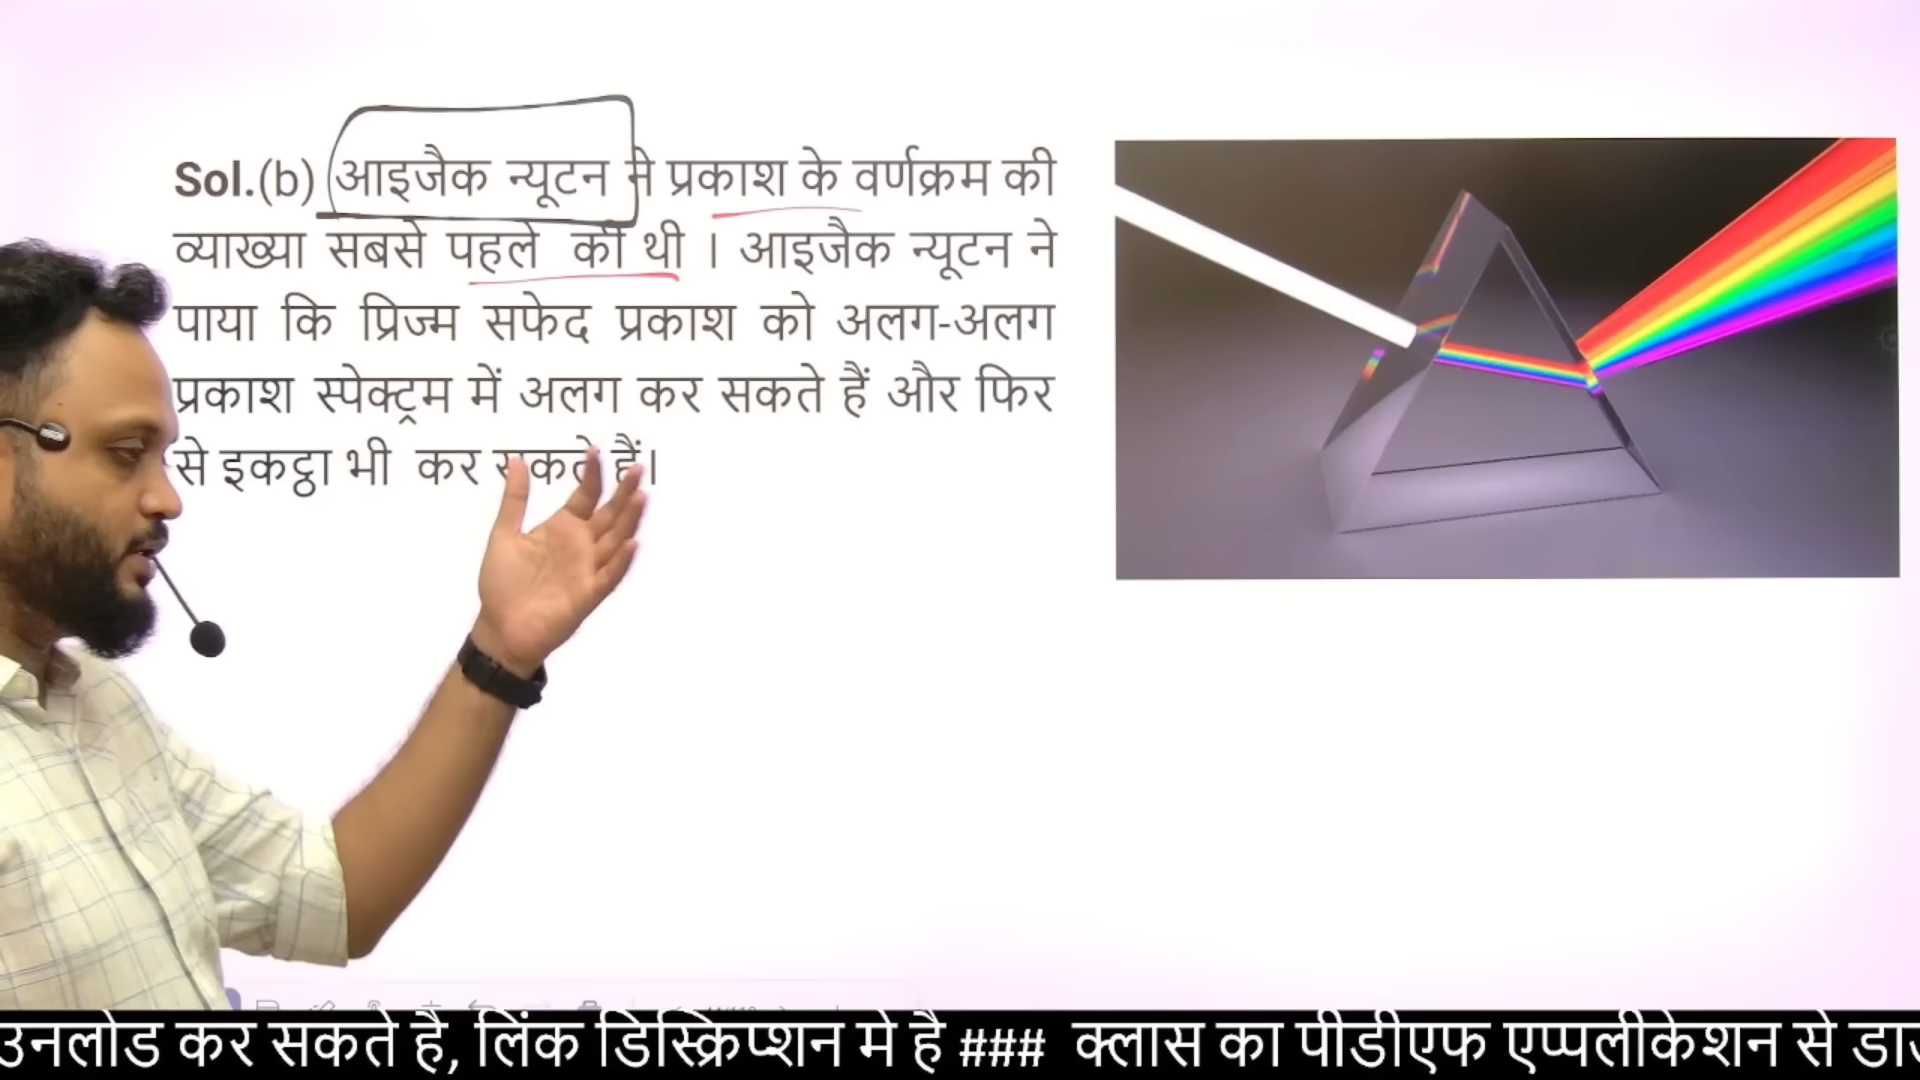 Sol.(b) आइजैक न्यूटन ने प्रकाश के वर्णक्रम की
व्याख्या सबसे पहले की थी । आइजैक न्यूटन ने
पाया कि प्रिज्म सफेद प्रकाश को अलग-अलग
प्रकाश स्पेक्ट्रम में अलग कर सकते हैं और फिर
से इकट्ठा भी कर सकते हैं।
उनलोड कर सकते है, लिंक डिस्क्रिप्शन मे है ### क्लास का पीडीएफ एप्पलीकेशन से डाउ